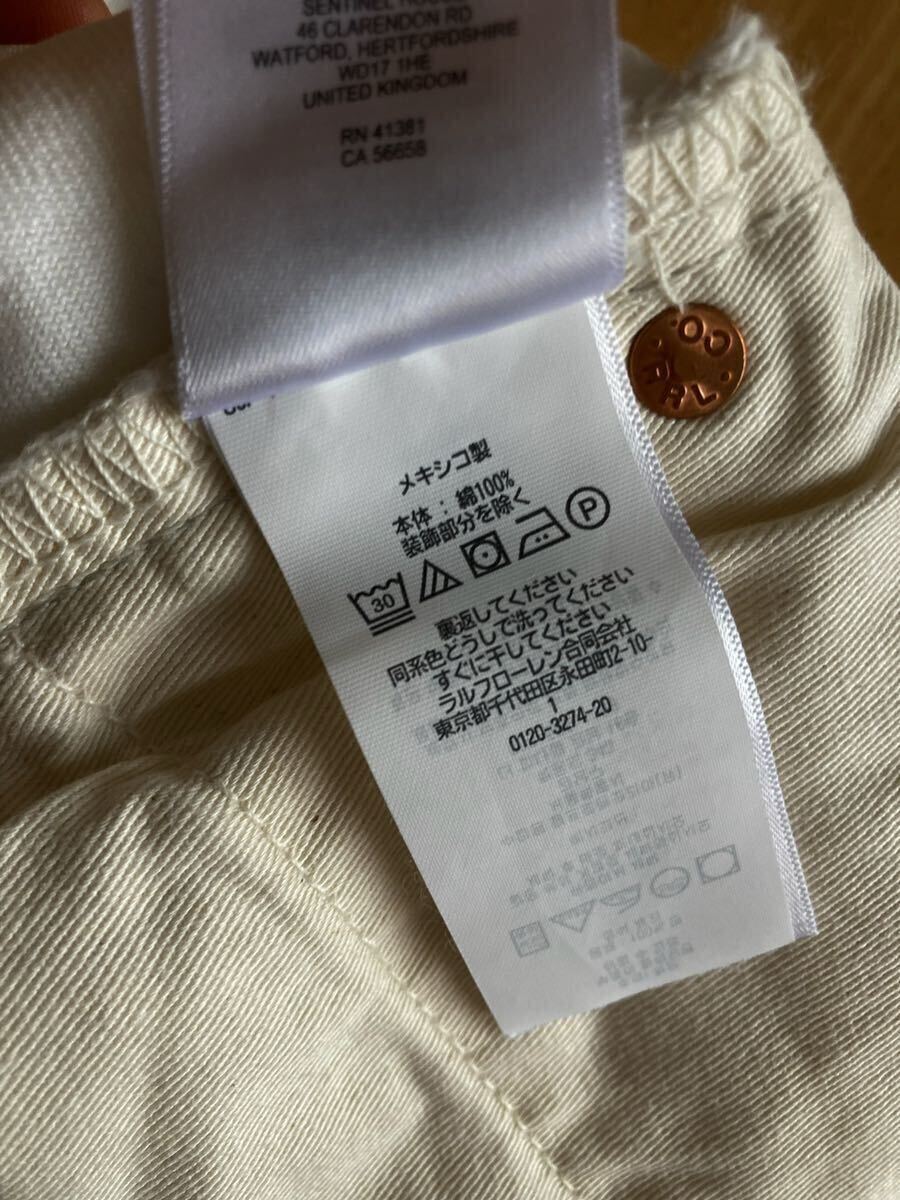 SENTINEL HOUSE
46 CLARENDON RD
WATFORD, HERTFORDSHIRE
WD17 1HE
UNITED KINGDOM
RN 41381
CA 56658
RRL
CO.
メキシコ製
本体：綿100%
装飾部分を除く
30
P
裏返してください
同系色どうしで洗ってください
すぐに干してください
ラルフローレン合同会社
東京都千代田区永田町2-10-
1
0120-3274-20